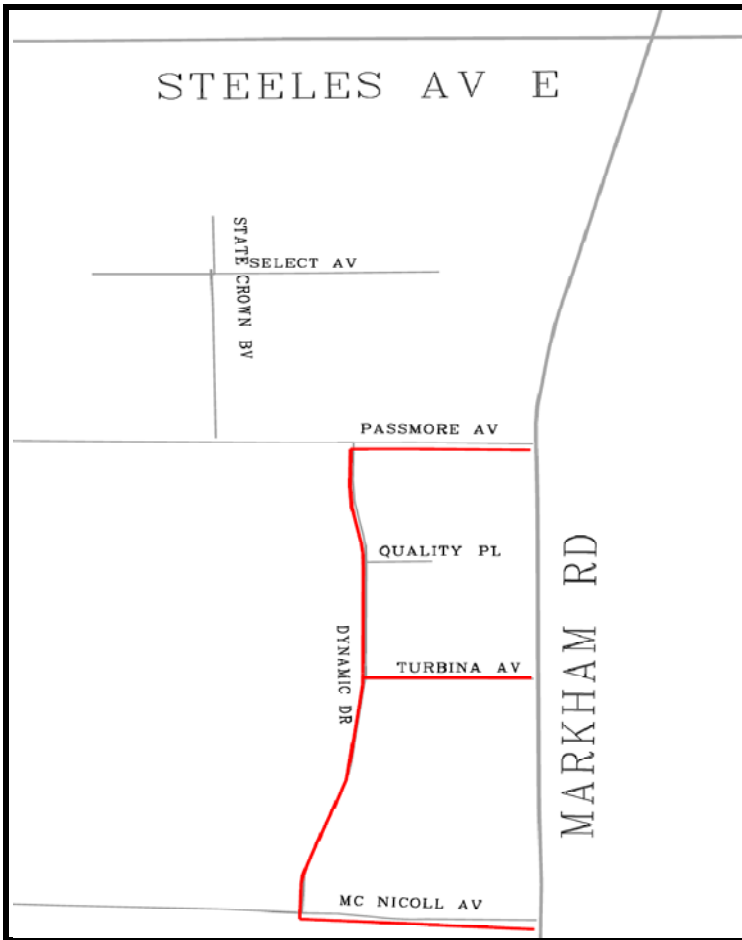 STEELES AV E
STATE CROWN BV
SELECT AV
PASSMORE AV
QUALITY PL
DYNAMIC DR
TURBINA AV
MARKHAM RD
MC NICOLL AV